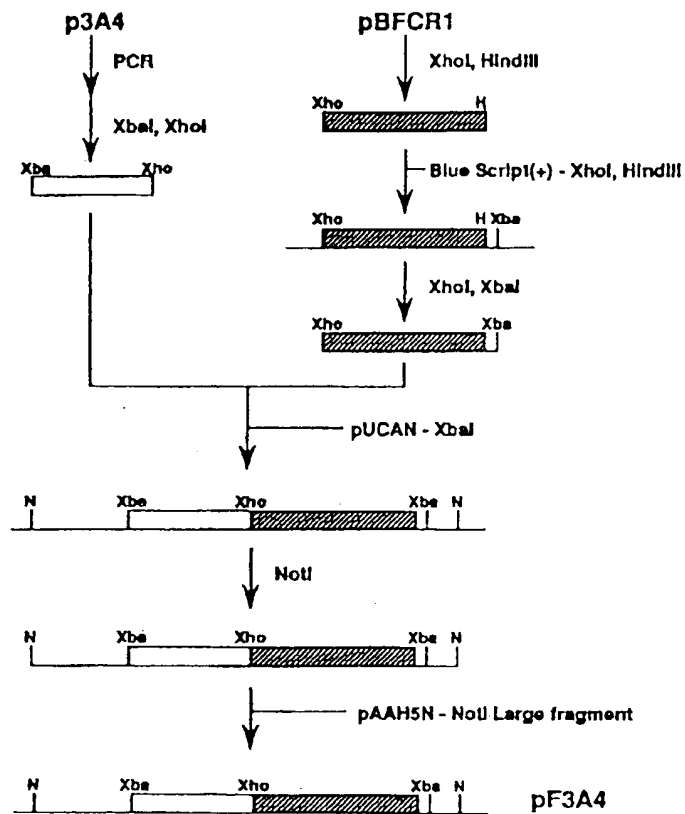 p3A4 pBFCR1
PCR XhoI, HindIII
Xho H
XbaI, XhoI
Xba Xho Blue Script(+) - XhoI, HindIII
Xho H Xba
XhoI, XbaI
Xho Xba
pUCAN - XbaI
N Xba Xho Xba N
NotI
N Xba Xho Xba N
pAAH5N - NotI Large fragment
N Xba Xho Xba N
pF3A4